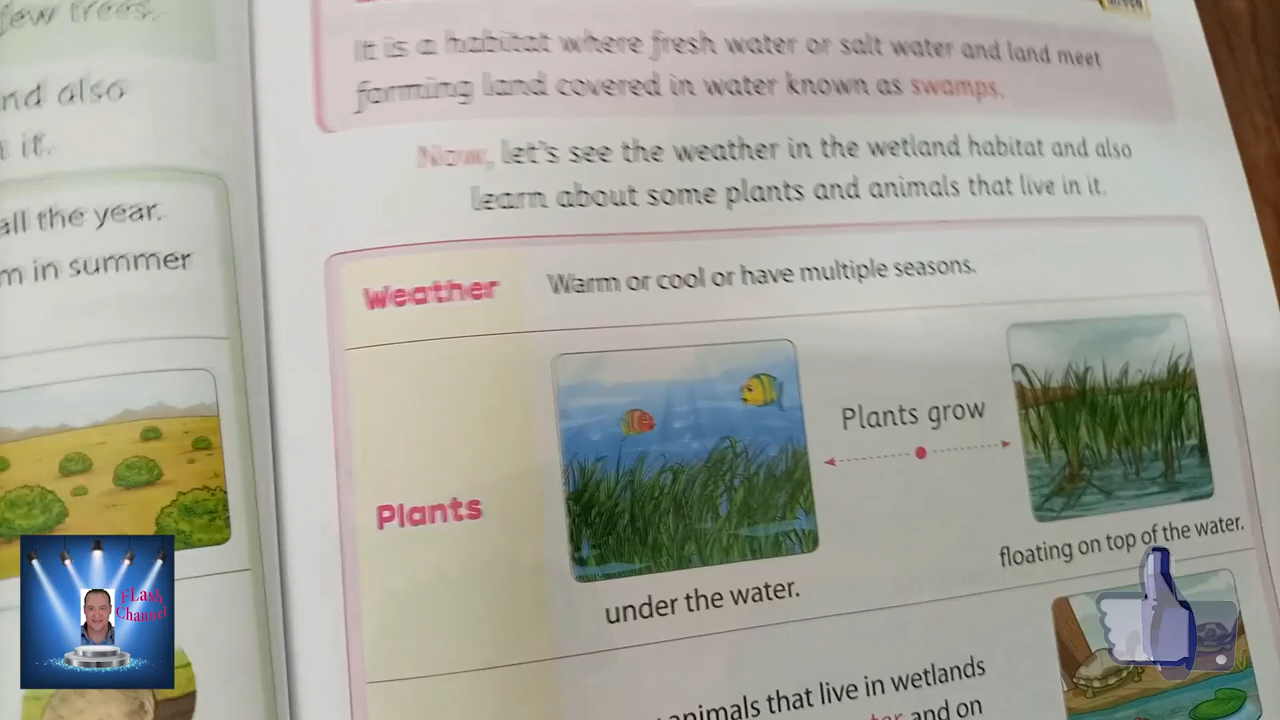 few trees.
and also
it.
all the year.
m in summer
It is a habitat where fresh water or salt water and land meet
forming land covered in water known as swamps.
Now, let's see the weather in the wetland habitat and also
learn about some plants and animals that live in it.
Weather Warm or cool or have multiple seasons.
Plants
Plants grow
under the water.
floating on top of the water.
animals that live in wetlands
and on
FLash
Channel